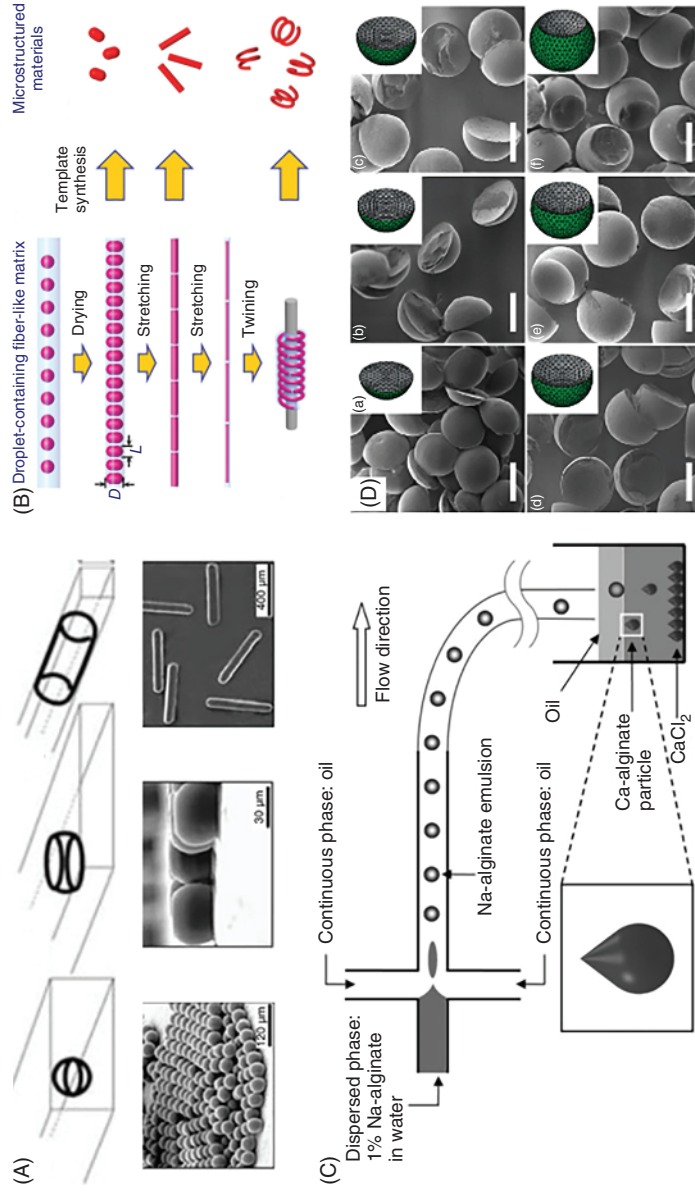 (A)
120 μm
30 μm
400 μm
(B)
Droplet-containing fiber-like matrix
Microstructured
materials
Drying
D
L
Stretching
Stretching
Twining
Template
synthesis
(C)
Dispersed phase:
1% Na-alginate
in water
Continuous phase: oil
Continuous phase: oil
Na-alginate emulsion
Flow direction
Oil
Ca-alginate
particle
CaCl₂
(D)
(a)
(b)
(c)
(d)
(e)
(f)